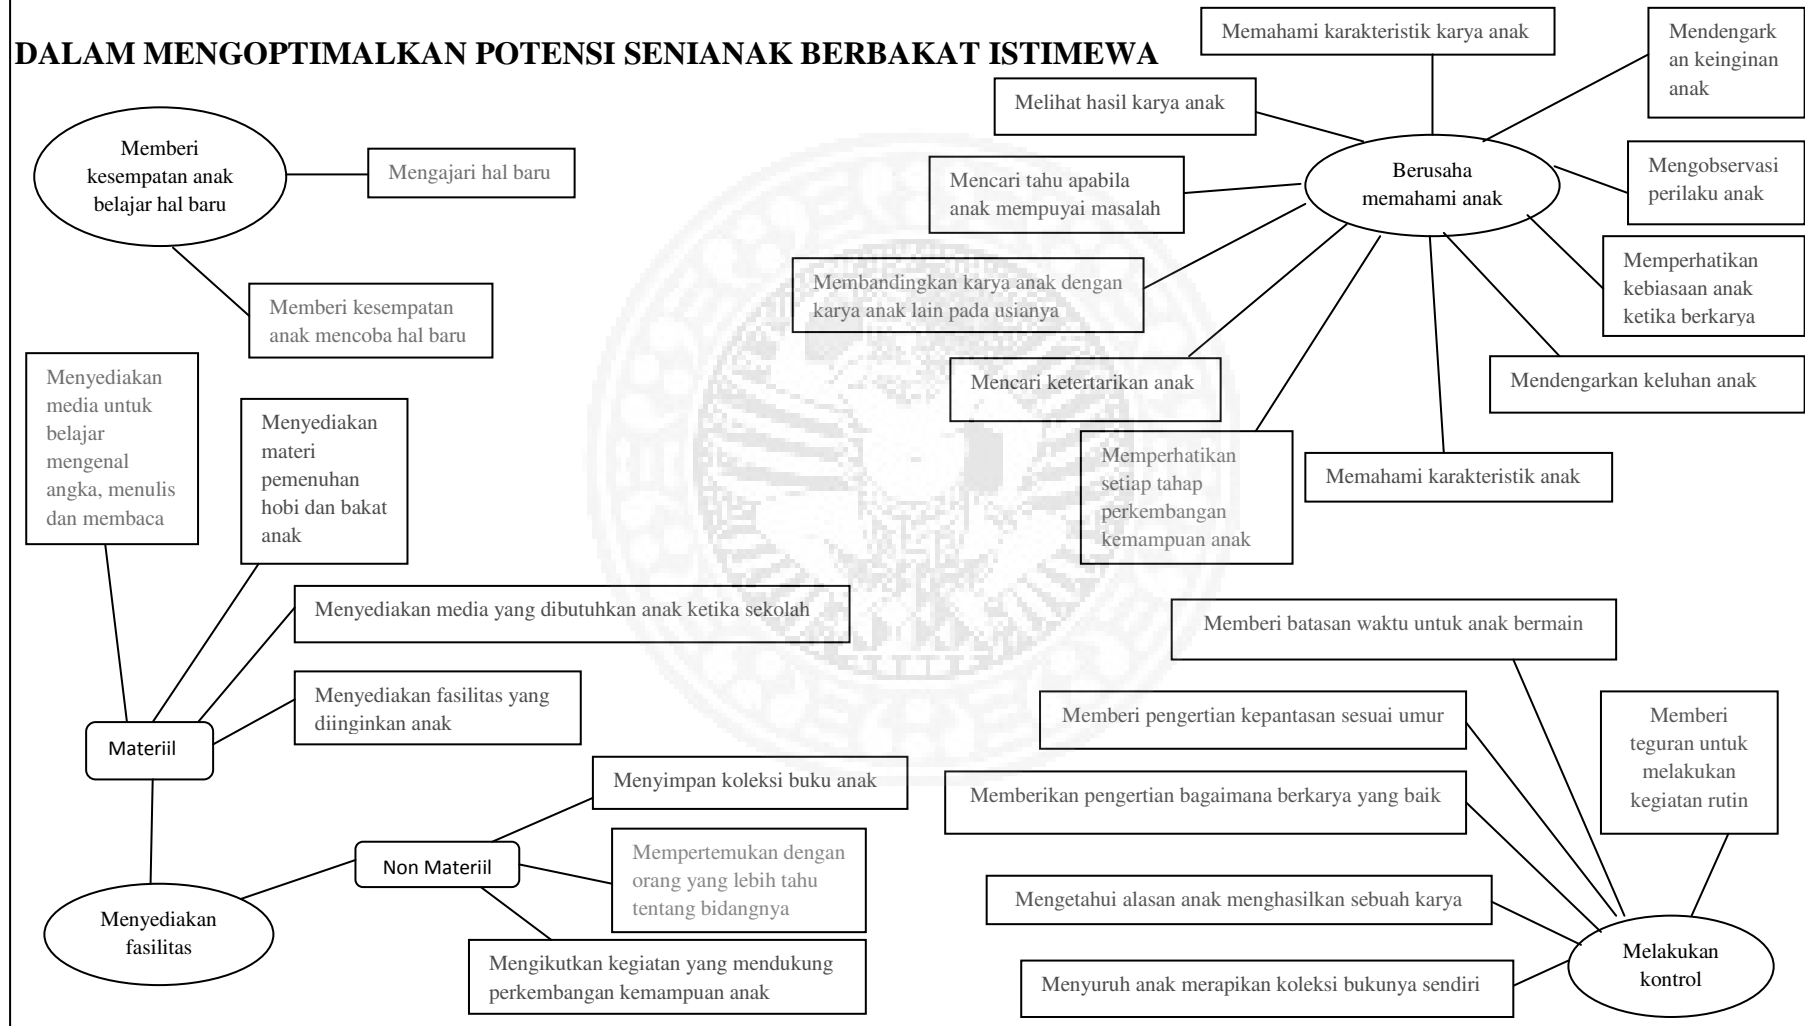 DALAM MENGOPTIMALKAN POTENSI SENIANAK BERBAKAT ISTIMEWA
Memberi
kesempatan anak
belajar hal baru
Mengajari hal baru
Memberi kesempatan
anak mencoba hal baru
Memahami karakteristik karya anak
Mendengark
an keinginan
anak
Melihat hasil karya anak
Berusaha
memahami anak
Mengobservasi
perilaku anak
Mencari tahu apabila
anak mempuyai masalah
Memperhatikan
kebiasaan anak
ketika berkarya
Membandingkan karya anak dengan
karya anak lain pada usianya
Mencari ketertarikan anak
Mendengarkan keluhan anak
Memperhatikan
setiap tahap
perkembangan
kemampuan anak
Memahami karakteristik anak
Menyediakan
media untuk
belajar
mengenal
angka, menulis
dan membaca
Menyediakan
materi
pemenuhan
hobi dan bakat
anak
Menyediakan media yang dibutuhkan anak ketika sekolah
Menyediakan fasilitas yang
diinginkan anak
Materiil
Menyimpan koleksi buku anak
Non Materiil
Mempertemukan dengan
orang yang lebih tahu
tentang bidangnya
Menyediakan
fasilitas
Mengikutkan kegiatan yang mendukung
perkembangan kemampuan anak
Memberi batasan waktu untuk anak bermain
Memberi pengertian kepantasan sesuai umur
Memberi
teguran untuk
melakukan
kegiatan rutin
Memberikan pengertian bagaimana berkarya yang baik
Mengetahui alasan anak menghasilkan sebuah karya
Menyuruh anak merapikan koleksi bukunya sendiri
Melakukan
kontrol